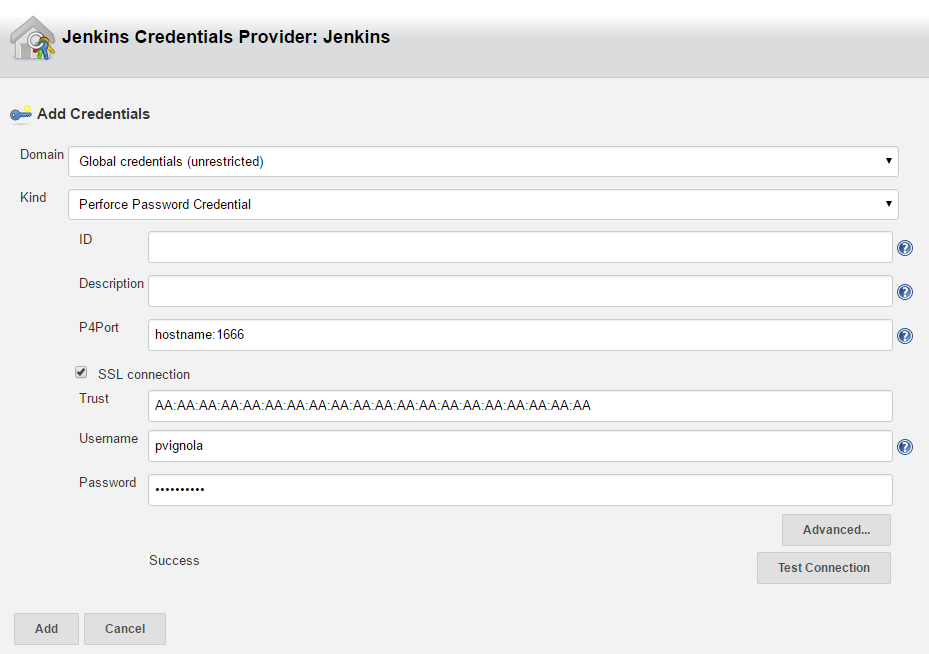 Jenkins Credentials Provider: Jenkins
Add Credentials
Domain Global credentials (unrestricted)
Kind Perforce Password Credential
ID
Description
P4Port hostname:1666
SSL connection
Trust AA:AA:AA:AA:AA:AA:AA:AA:AA:AA:AA:AA:AA:AA:AA:AA:AA:AA:AA:AA
Username pvignola
Password ••••••••••
Advanced...
Success Test Connection
Add Cancel